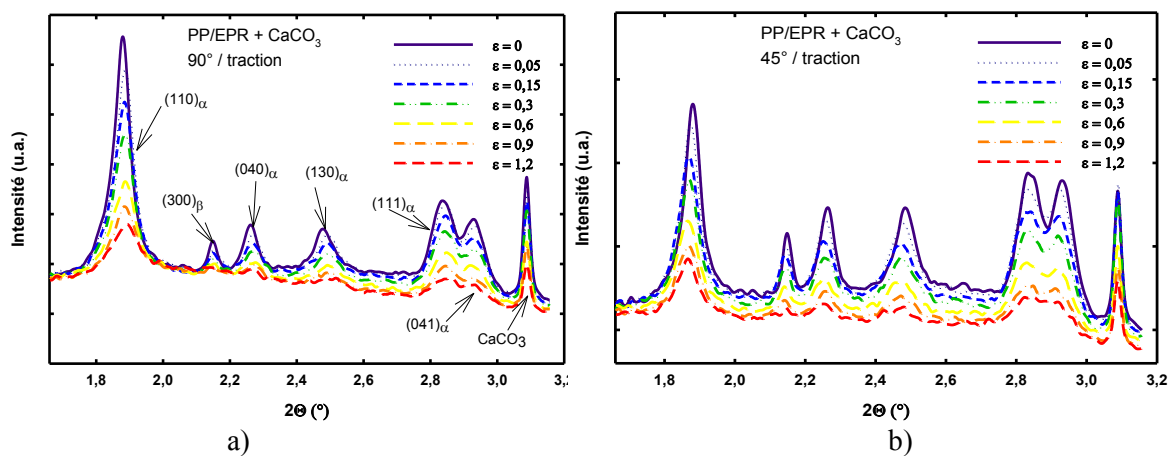 PP/EPR + CaCO₃
90° / traction
ε = 0
ε = 0,05
ε = 0,15
ε = 0,3
ε = 0,6
ε = 0,9
ε = 1,2
(110)α
(300)β
(040)α
(130)α
(111)α
(041)α
CaCO₃
Intensité (u.a.)
1,8
2,0
2,2
2,4
2,6
2,8
3,0
3,2
2Θ (°)
a)
PP/EPR + CaCO₃
45° / traction
ε = 0
ε = 0,05
ε = 0,15
ε = 0,3
ε = 0,6
ε = 0,9
ε = 1,2
Intensité (u.a.)
1,8
2,0
2,2
2,4
2,6
2,8
3,0
3,2
2Θ (°)
b)